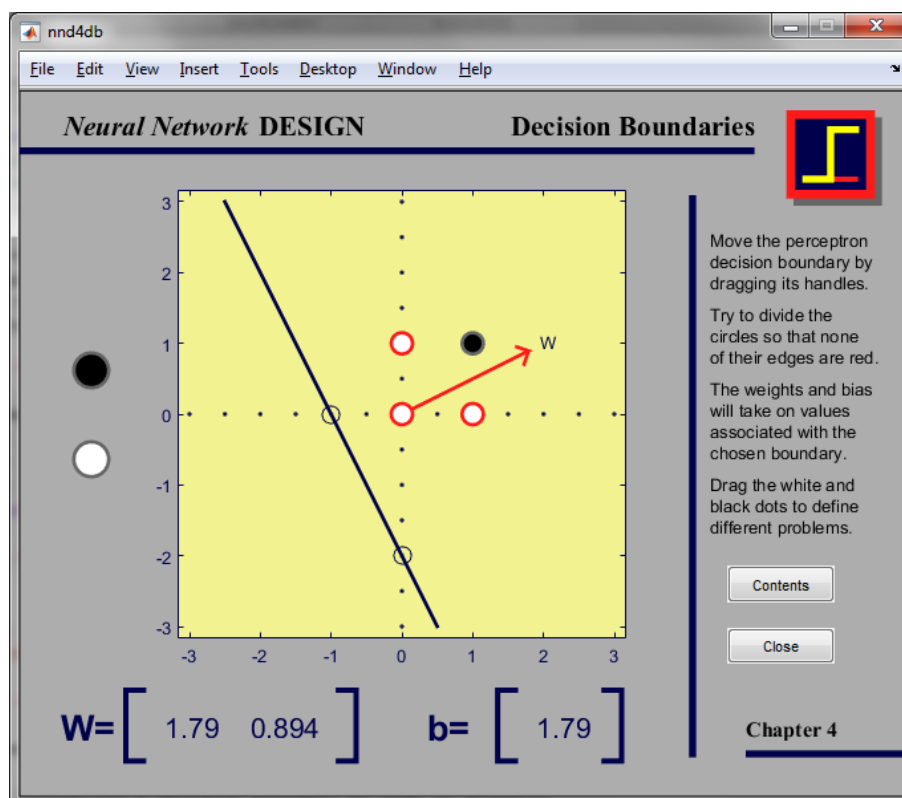 nnd4db
File Edit View Insert Tools Desktop Window Help
Neural Network DESIGN
Decision Boundaries
3
2
1
0
-1
-2
-3
-3 -2 -1 0 1 2 3
W
Move the perceptron
decision boundary by
dragging its handles.
Try to divide the
circles so that none
of their edges are red.
The weights and bias
will take on values
associated with the
chosen boundary.
Drag the white and
black dots to define
different problems.
Contents
Close
W= [ 1.79 0.894 ]
b= [ 1.79 ]
Chapter 4